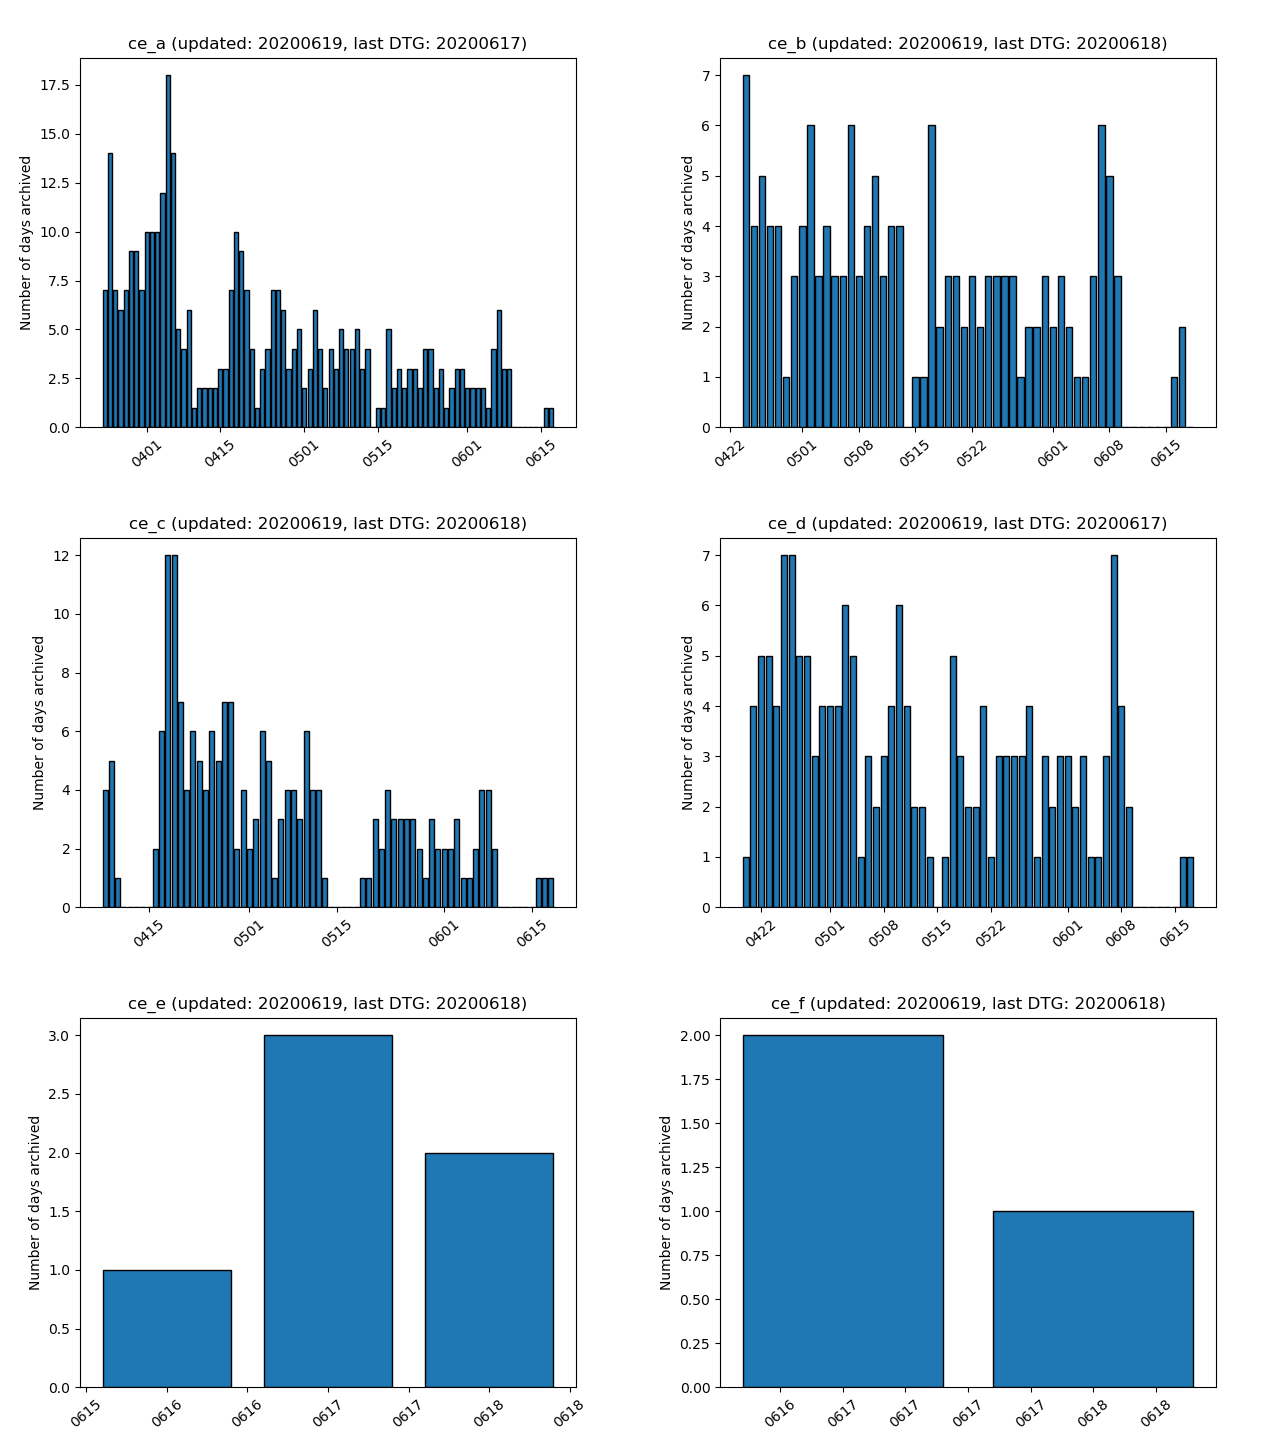 ce_a (updated: 20200619, last DTG: 20200617)
Number of days archived
17.5
15.0
12.5
10.0
7.5
5.0
2.5
0.0
0401 0415 0501 0515 0601 0615
ce_b (updated: 20200619, last DTG: 20200618)
Number of days archived
7
6
5
4
3
2
1
0
0422 0501 0508 0515 0522 0601 0608 0615
ce_c (updated: 20200619, last DTG: 20200618)
Number of days archived
12
10
8
6
4
2
0
0415 0501 0515 0601 0615
ce_d (updated: 20200619, last DTG: 20200617)
Number of days archived
7
6
5
4
3
2
1
0
0422 0501 0508 0515 0522 0601 0608 0615
ce_e (updated: 20200619, last DTG: 20200618)
Number of days archived
3.0
2.5
2.0
1.5
1.0
0.5
0.0
0615 0616 0616 0617 0617 0618 0618
ce_f (updated: 20200619, last DTG: 20200618)
Number of days archived
2.00
1.75
1.50
1.25
1.00
0.75
0.50
0.25
0.00
0616 0617 0617 0617 0617 0618 0618